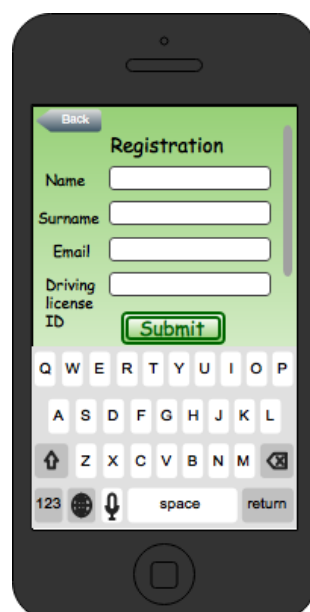 Back
Registration
Name
Surname
Email
Driving
license
ID
Submit
Q W E R T Y U I O P
A S D F G H J K L
Z X C V B N M
123 space return